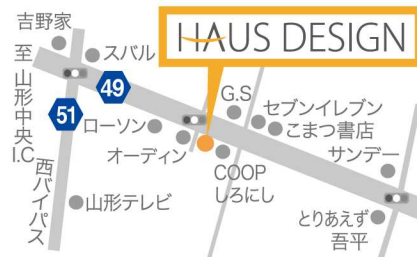 吉野家
スバル
HAUS DESIGN
至
山形中央
I.C
49
51
G.S
セブンイレブン
こまつ書店
ローソン
オーディン
COOP
しろにし
サンデー
西バイパス
山形テレビ
とりあえず
吾平